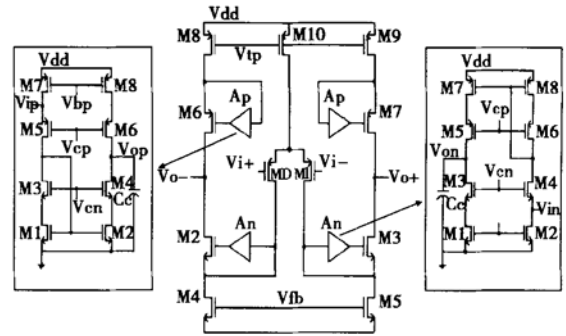 Vdd
M7
M8
Vip
Vbp
M5
M6
Vcp
Vop
M3
M4
Vcn
Cc
M1
M2
Vdd
M8
M10
M9
Vtp
Ap
Ap
M6
M7
Vi+
Vi-
Vo-
MD
Vo+
An
An
M2
M3
M4
Vfb
M5
Vdd
M7
M8
Vcp
M5
M6
Von
Vcn
M3
M4
Cc
Vin
M1
M2